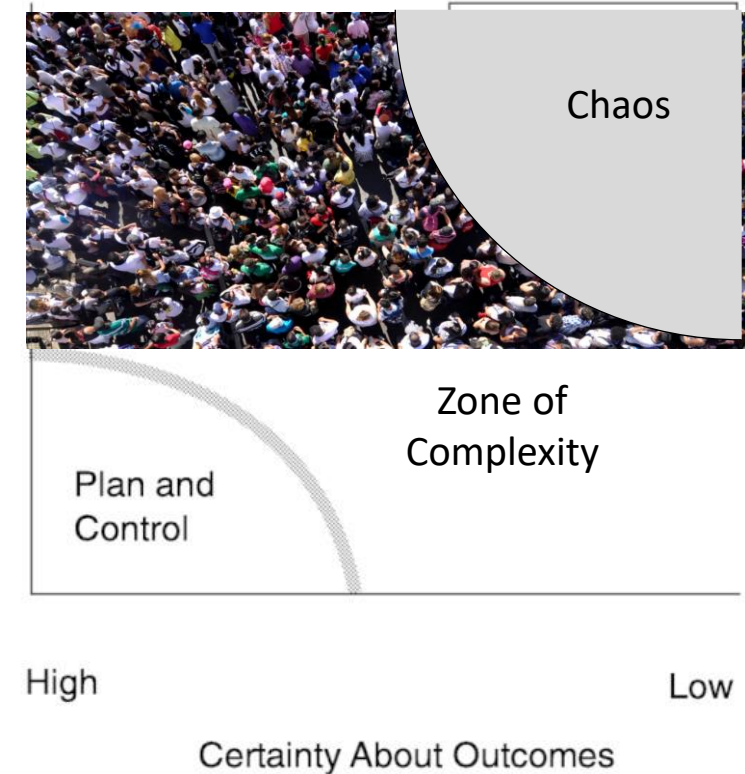 Chaos
Zone of
Complexity
Plan and
Control
High
Low
Certainty About Outcomes